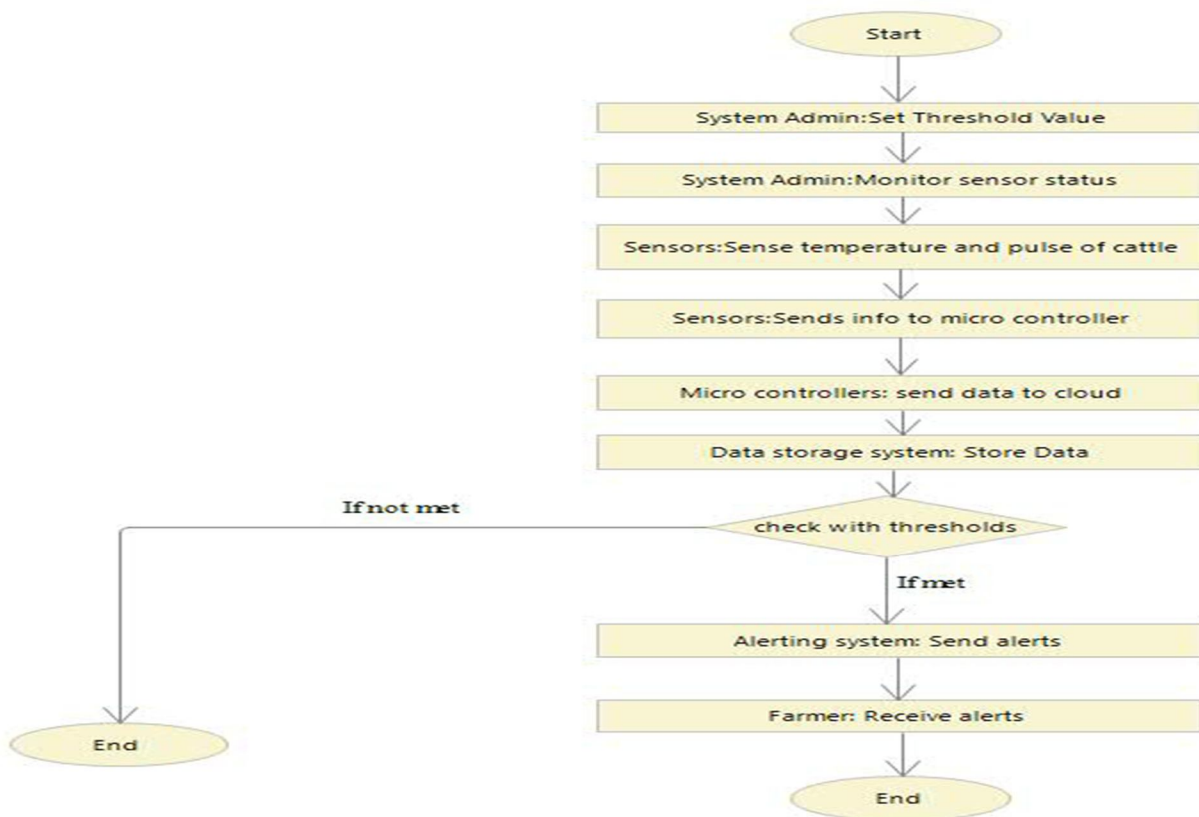 Start
System Admin:Set Threshold Value
System Admin:Monitor sensor status
Sensors:Sense temperature and pulse of cattle
Sensors:Sends info to micro controller
Micro controllers: send data to cloud
Data storage system: Store Data
If not met
check with thresholds
If met
Alerting system: Send alerts
Farmer: Receive alerts
End
End